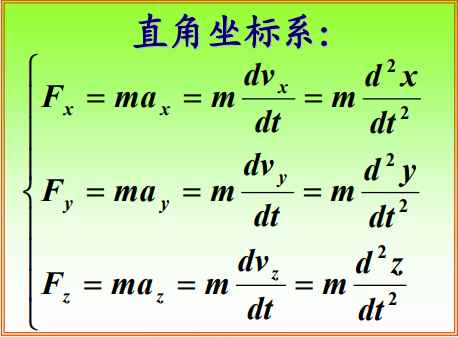 直角坐标系:
F_x = ma_x = m dv_x/dt = m d²x/dt²
F_y = ma_y = m dv_y/dt = m d²y/dt²
F_z = ma_z = m dv_z/dt = m d²z/dt²